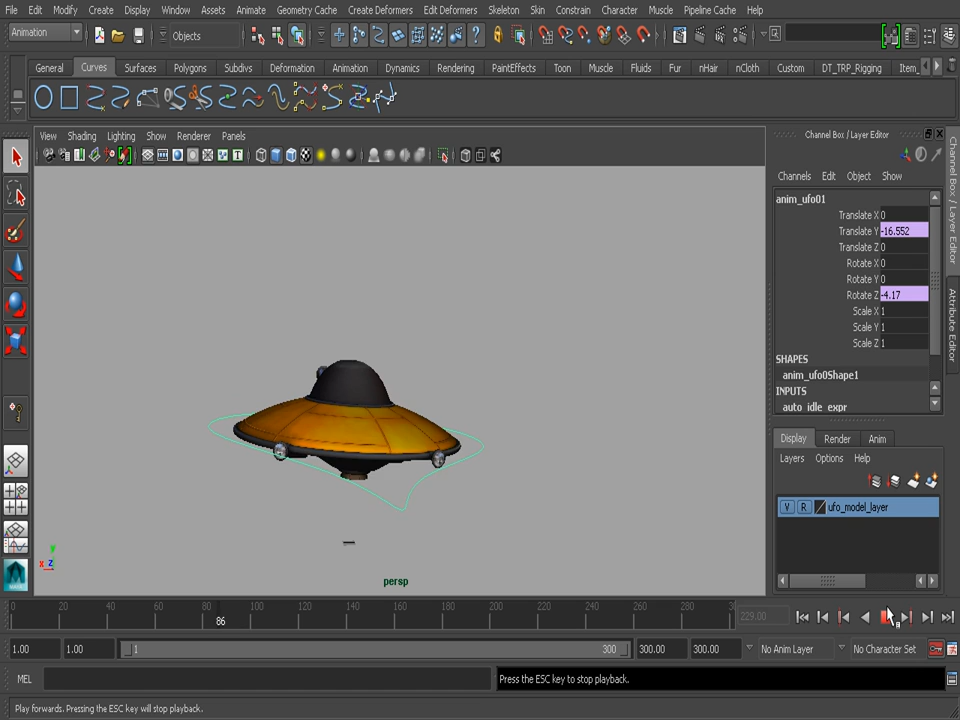 File Edit Modify Create Display Window Assets Animate Geometry Cache Create Deformers Edit Deformers Skeleton Skin Constrain Character Muscle Pipeline Cache Help
Animation Objects
General Curves Surfaces Polygons Subdivs Deformation Animation Dynamics Rendering PaintEffects Toon Muscle Fluids Fur nHair nCloth Custom DT_TRP_Rigging Item_
View Shading Lighting Show Renderer Panels
Channel Box / Layer Editor
Channels Edit Object Show
anim_ufo01
Translate X 0
Translate Y -16.552
Translate Z 0
Rotate X 0
Rotate Y 0
Rotate Z -4.17
Scale X 1
Scale Y 1
Scale Z 1
SHAPES
anim_ufo0Shape1
INPUTS
auto_idle_expr
Channel Box / Layer Editor
Attribute Editor
Display Render Anim
Layers Options Help
V R ufo_model_layer
y
x z
persp
0 20 40 60 80 100 120 140 160 180 200 220 240 260 280 30
86
229.00
1.00 1.00 1 300 300.00 300.00 No Anim Layer No Character Set
MEL Press the ESC key to stop playback.
Play forwards. Pressing the ESC key will stop playback.